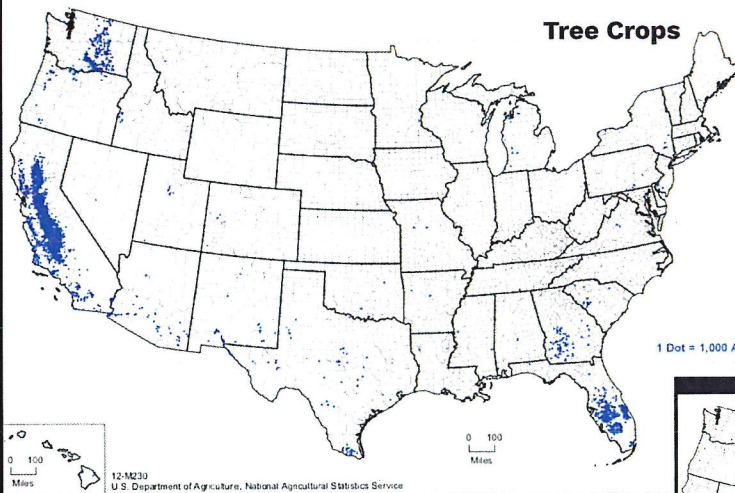 Tree Crops
1 Dot = 1,000 A
0 100
Miles
0 100
Miles
12-M230
U.S. Department of Agriculture, National Agricultural Statistics Service